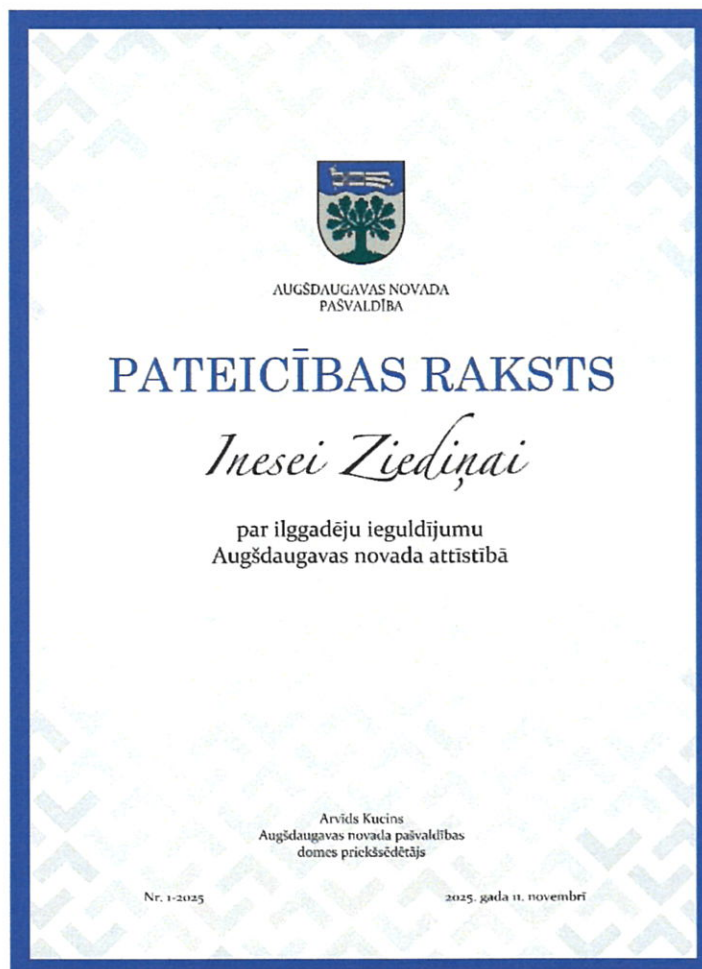 AUGŠDAUGAVAS NOVADA
PAŠVALDĪBA
PATEICĪBAS RAKSTS
Inesei Ziediņai
par ilggadēju ieguldījumu
Augšdaugavas novada attīstībā
Arvīds Kucins
Augšdaugavas novada pašvaldības
domes priekšsēdētājs
Nr. 1-2025
2025. gada 11. novembrī